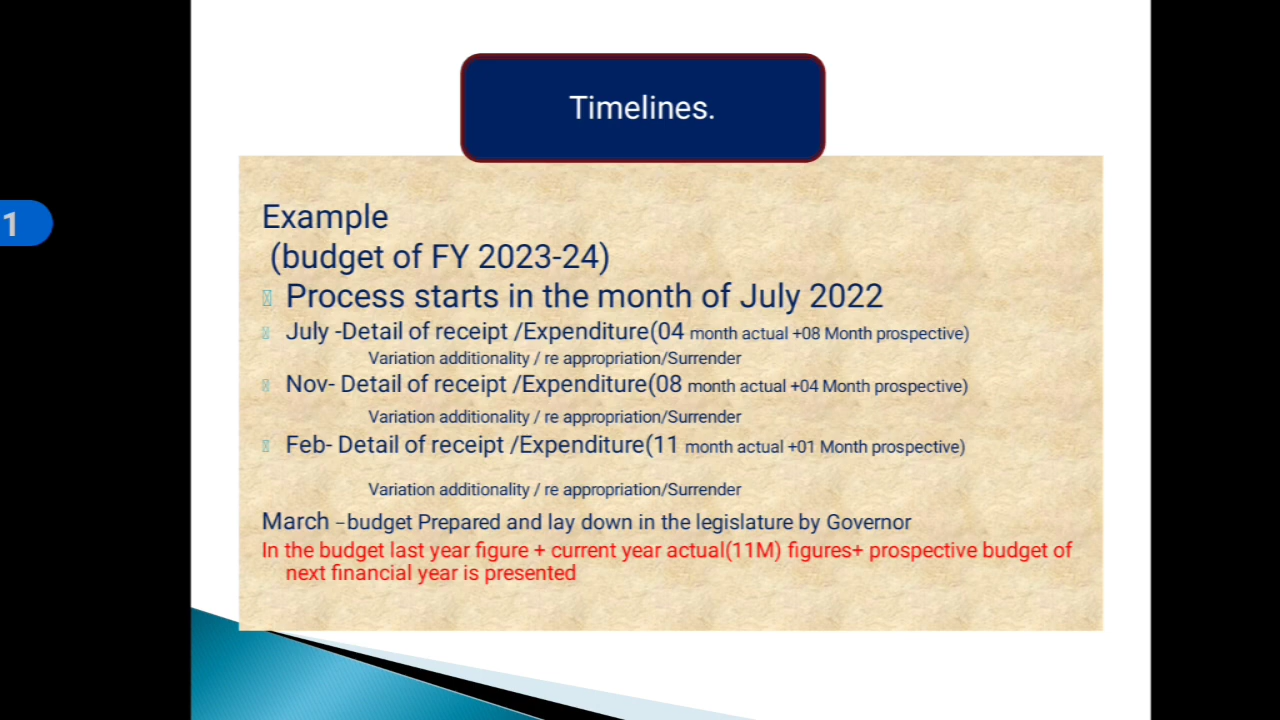 Timelines.
1
Example
(budget of FY 2023-24)
Process starts in the month of July 2022
July -Detail of receipt /Expenditure(04 month actual +08 Month prospective)
Variation additionality / re appropriation/Surrender
Nov- Detail of receipt /Expenditure(08 month actual +04 Month prospective)
Variation additionality / re appropriation/Surrender
Feb- Detail of receipt /Expenditure(11 month actual +01 Month prospective)
Variation additionality / re appropriation/Surrender
March –budget Prepared and lay down in the legislature by Governor
In the budget last year figure + current year actual(11M) figures+ prospective budget of
next financial year is presented